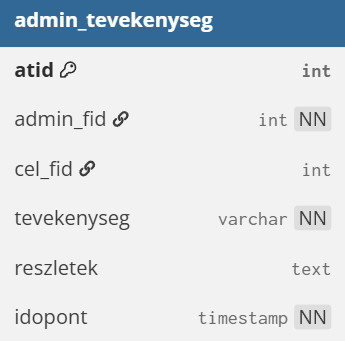 admin_tevekenyseg
atid int
admin_fid int NN
cel_fid int
tevekenyseg varchar NN
reszletek text
idopont timestamp NN